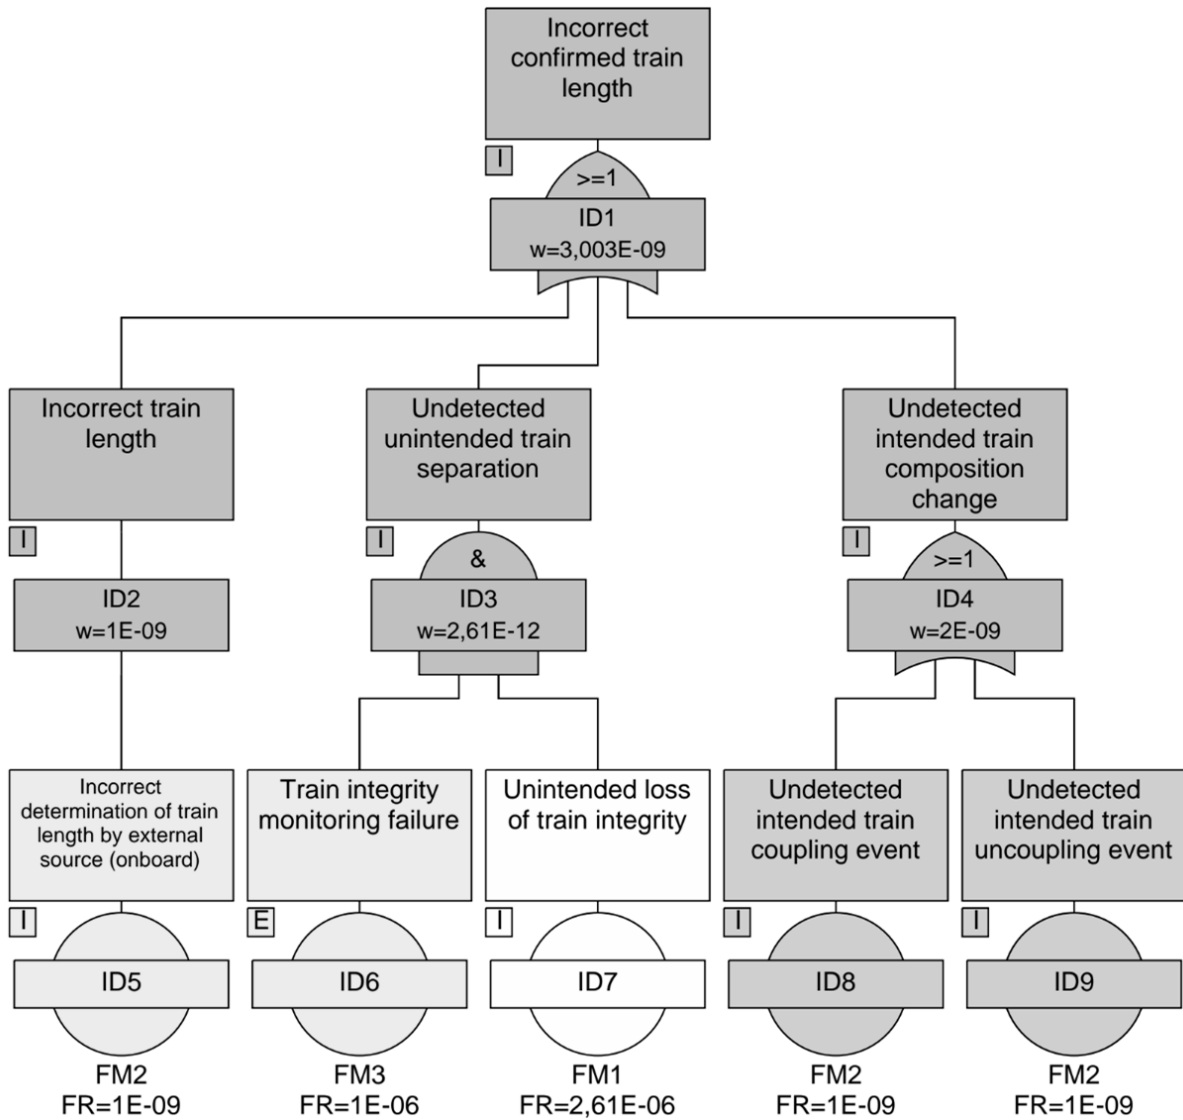 Incorrect
confirmed train
length
I
>=1
ID1
w=3,003E-09
Incorrect train
length
I
ID2
w=1E-09
Undetected
unintended train
separation
I
&
ID3
w=2,61E-12
Undetected
intended train
composition
change
I
>=1
ID4
w=2E-09
Incorrect
determination of train
length by external
source (onboard)
I
ID5
FM2
FR=1E-09
Train integrity
monitoring failure
E
ID6
FM3
FR=1E-06
Unintended loss
of train integrity
I
ID7
FM1
FR=2,61E-06
Undetected
intended train
coupling event
I
ID8
FM2
FR=1E-09
Undetected
intended train
uncoupling event
I
ID9
FM2
FR=1E-09